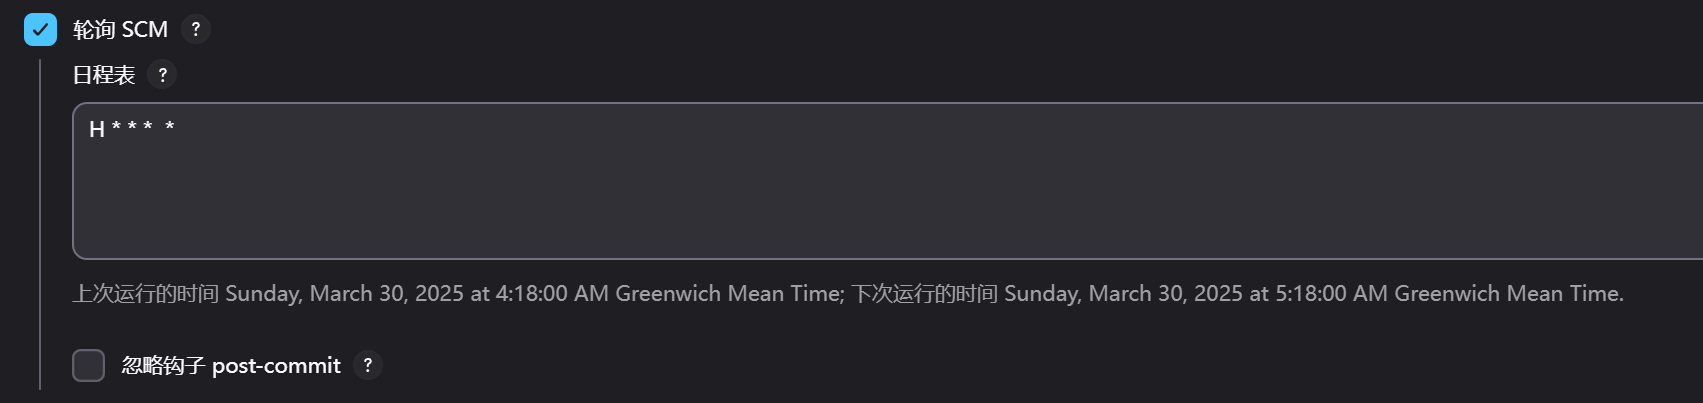 轮询 SCM ?
日程表 ?
H * * *  *
上次运行的时间 Sunday, March 30, 2025 at 4:18:00 AM Greenwich Mean Time; 下次运行的时间 Sunday, March 30, 2025 at 5:18:00 AM Greenwich Mean Time.
忽略钩子 post-commit ?